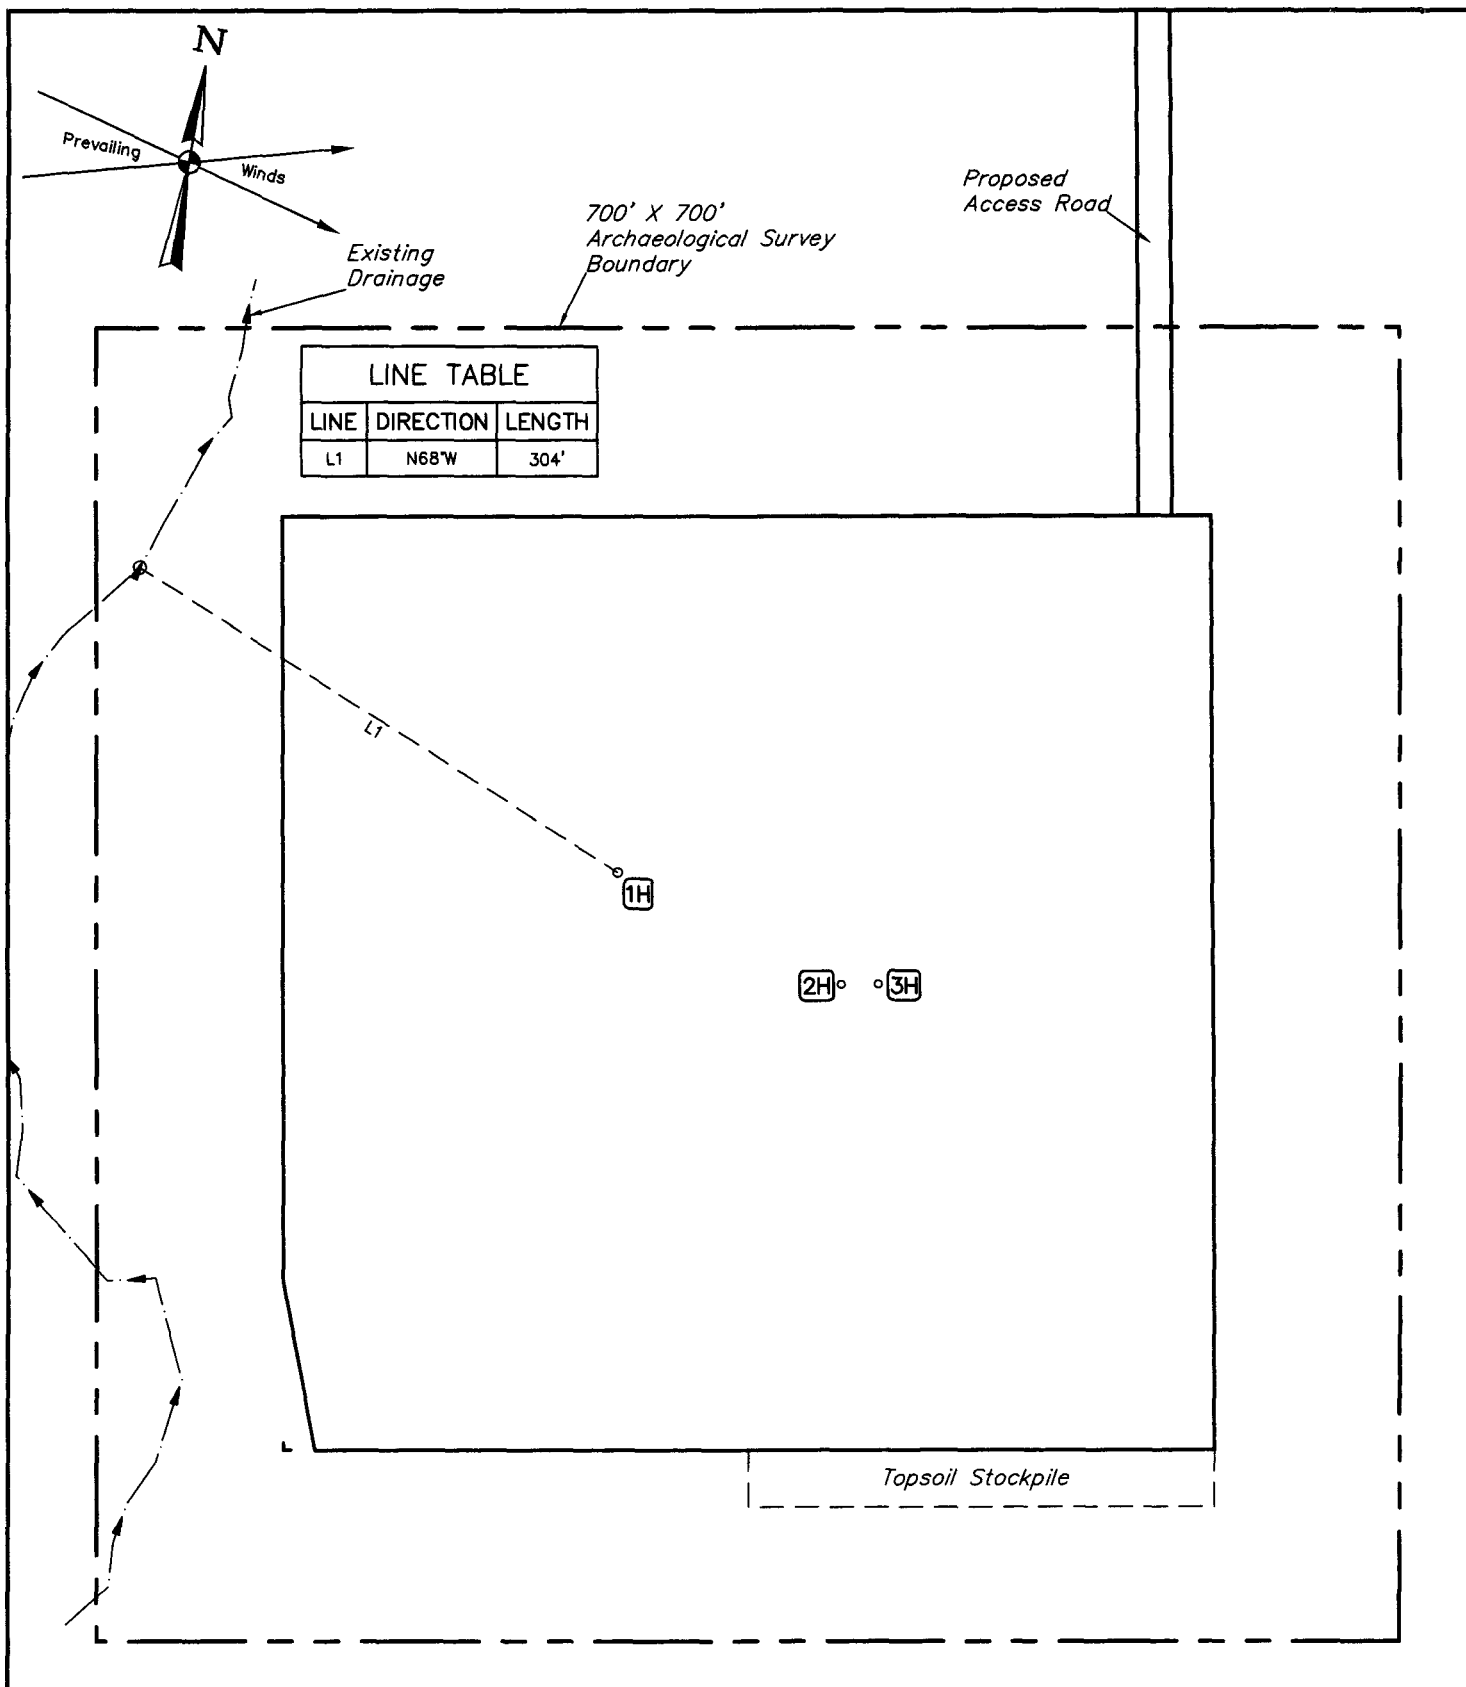 N
Prevailing
Winds
Existing
Drainage
700' X 700'
Archaeological Survey
Boundary
Proposed
Access Road
LINE TABLE
LINE DIRECTION LENGTH
L1 N68°W 304'
L1
1H
2H 3H
Topsoil Stockpile